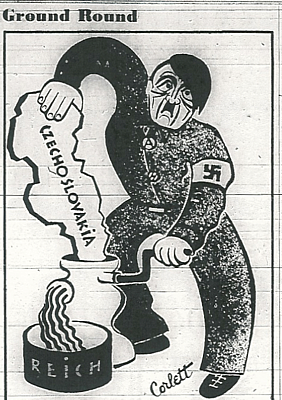 Ground Round
CZECHOSLOVAKIA
REICH
Corlett